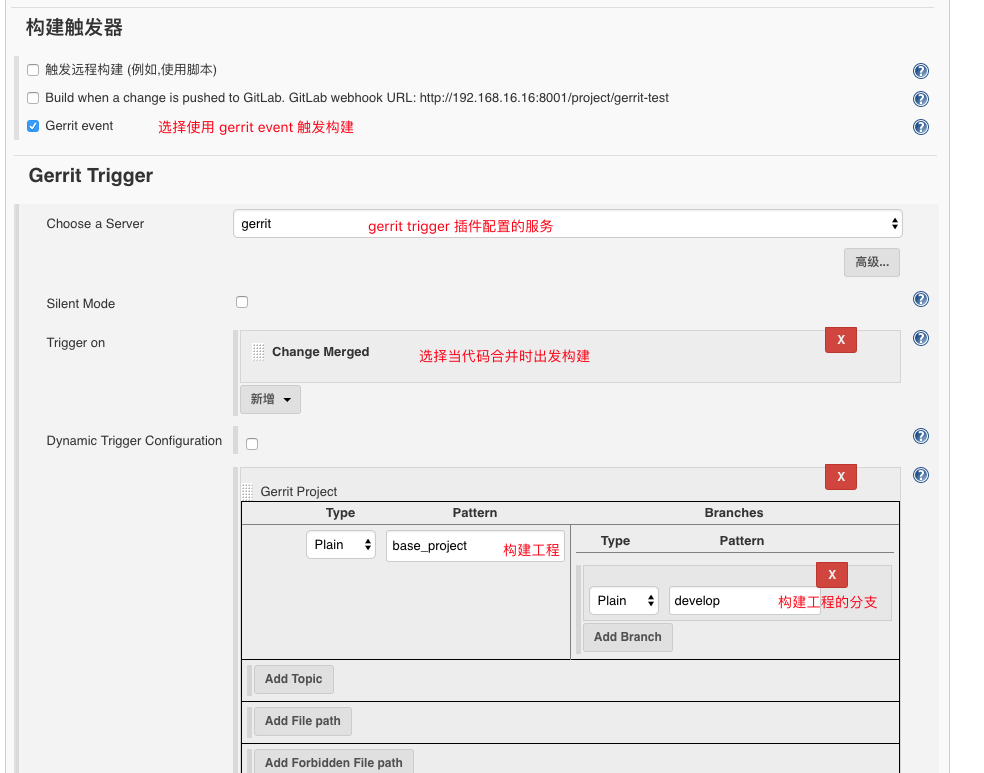 构建触发器
触发远程构建 (例如,使用脚本)
Build when a change is pushed to GitLab. GitLab webhook URL: http://192.168.16.16:8001/project/gerrit-test
Gerrit event 选择使用 gerrit event 触发构建
Gerrit Trigger
Choose a Server gerrit gerrit trigger 插件配置的服务
高级...
Silent Mode
Trigger on Change Merged 选择当代码合并时出发构建 X
新增
Dynamic Trigger Configuration
X
Gerrit Project
Type Pattern Branches
Plain base_project 构建工程 Type Pattern
X
Plain develop 构建工程的分支
Add Branch
Add Topic
Add File path
Add Forbidden File path